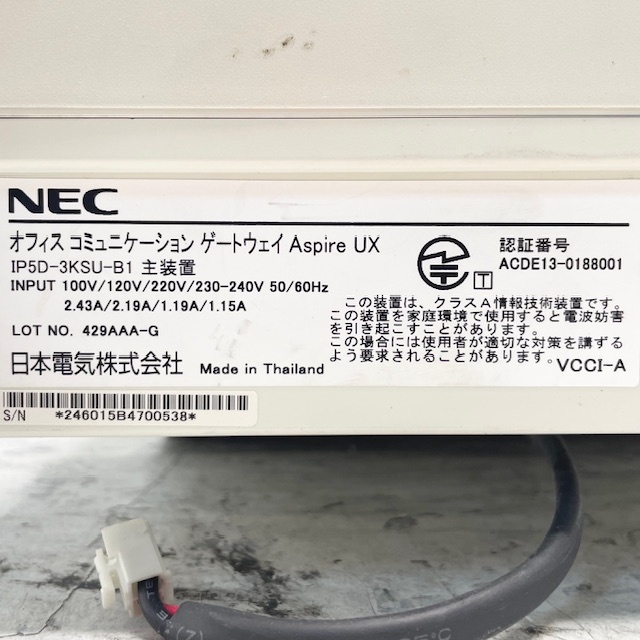 NEC
オフィス コミュニケーション ゲートウェイ Aspire UX
IP5D-3KSU-B1 主装置
INPUT 100V/120V/220V/230-240V 50/60Hz
2.43A/2.19A/1.19A/1.15A
LOT NO. 429AAA-G
日本電気株式会社 Made in Thailand
T
認証番号
ACDE13-0188001
この装置は、クラスA情報技術装置です。
この装置を家庭環境で使用すると電波妨害
を引き起こすことがあります。
この場合には使用者が適切な対策を講ずる
よう要求されることがあります。
VCCI-A
S/N *246015B4700538*